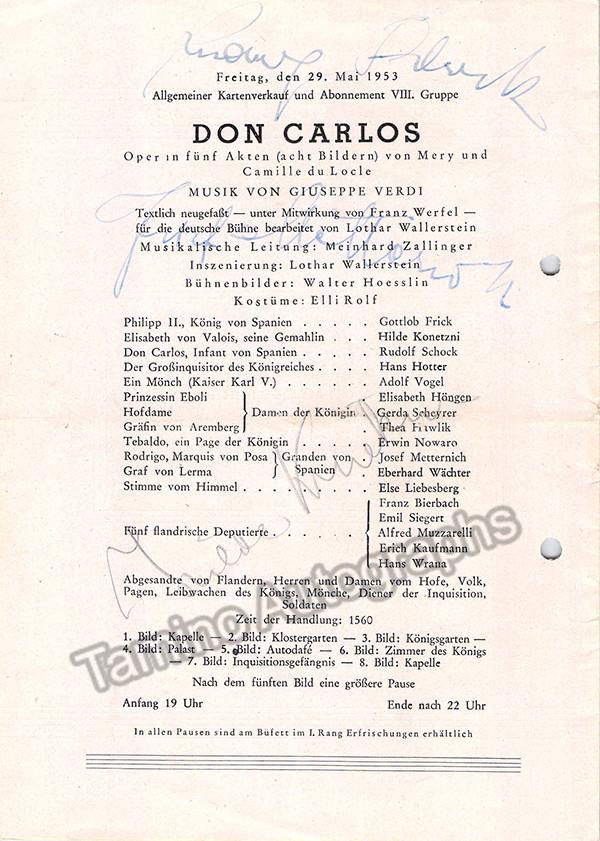 Freitag, den 29. Mai 1953
Allgemeiner Kartenverkauf und Abonnement VIII. Gruppe
DON CARLOS
Oper in fünf Akten (acht Bildern) von Mery und
Camille du Locle
MUSIK VON GIUSEPPE VERDI
Textlich neugefaßt — unter Mitwirkung von Franz Werfel —
für die deutsche Bühne bearbeitet von Lothar Wallerstein
Musikalische Leitung: Meinhard Zallinger
Inszenierung: Lothar Wallerstein
Bühnenbilder: Walter Hoesslin
Kostüme: Elli Rolf
Philipp II., König von Spanien . . . . . Gottlob Frick
Elisabeth von Valois, seine Gemahlin . . . Hilde Konetzni
Don Carlos, Infant von Spanien . . . . . Rudolf Schock
Der Großinquisitor des Königreiches . . . . Hans Hotter
Ein Mönch (Kaiser Karl V.) . . . . . . Adolf Vogel
Prinzessin Eboli Elisabeth Höngen
Hofdame Damen der Königin . Gerda Scheyrer
Gräfin von Aremberg Thea
Tebaldo, ein Page der Königin . . . . . Erwin Nowaro
Rodrigo, Marquis von Posa Granden von . Josef Metternich
Graf von Lerma Spanien . Eberhard Wächter
Stimme vom Himmel . . . . . . . . . Else Liebesberg
Franz Bierbach
Emil Siegert
Fünf flandrische Deputierte . . . . . . Alfred Muzzarelli
Erich Kaufmann
Hans Wrana
Abgesandte von Flandern, Herren und Damen vom Hofe, Volk,
Pagen, Leibwachen des Königs, Mönche, Diener der Inquisition,
Soldaten
Zeit der Handlung: 1560
1. Bild: Kapelle — 2. Bild: Klostergarten — 3. Bild: Königsgarten —
4. Bild: Palast — 5. Bild: Autodafé — 6. Bild: Zimmer des Königs
— 7. Bild: Inquisitionsgefängnis — 8. Bild: Kapelle
Nach dem fünften Bild eine größere Pause
Anfang 19 Uhr Ende nach 22 Uhr
In allen Pausen sind am Büfett im I. Rang Erfrischungen erhältlich
Tamino Autographs